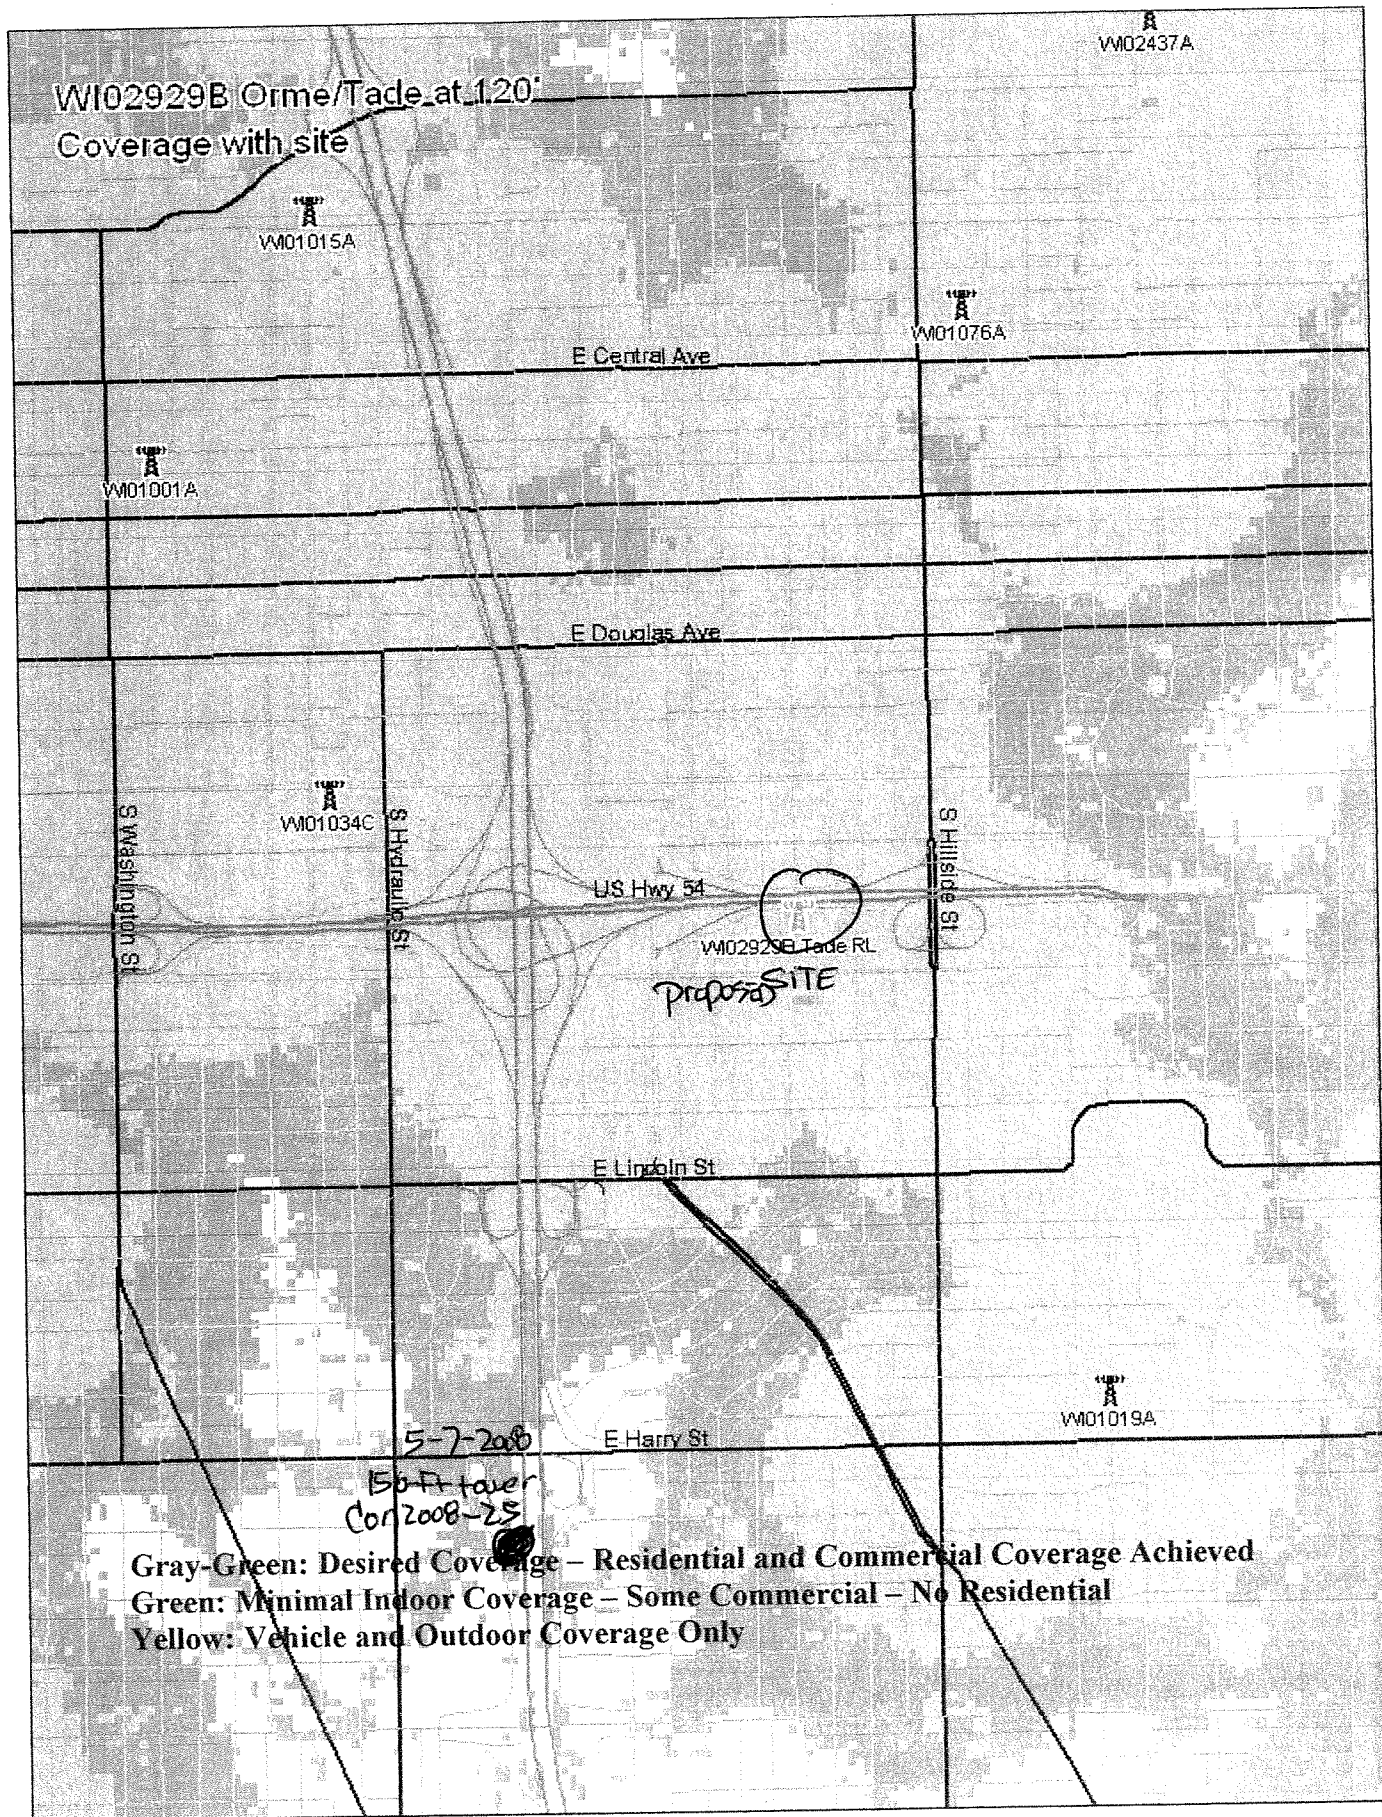 WI02437A
WI02929B Orme/Tade at 120'
Coverage with site
WI01015A
WI01076A
E Central Ave
WI01001A
E Douglas Ave
WI01034C
S Washington St
S Hydraulic St
S Hillside St
US Hwy 54
WI02929B Tade RL
proposed SITE
E Lincoln St
WI01019A
E Harry St
5-7-2008
150 Ft tower
Con2008-25
Gray-Green: Desired Coverage – Residential and Commercial Coverage Achieved
Green: Minimal Indoor Coverage – Some Commercial – No Residential
Yellow: Vehicle and Outdoor Coverage Only